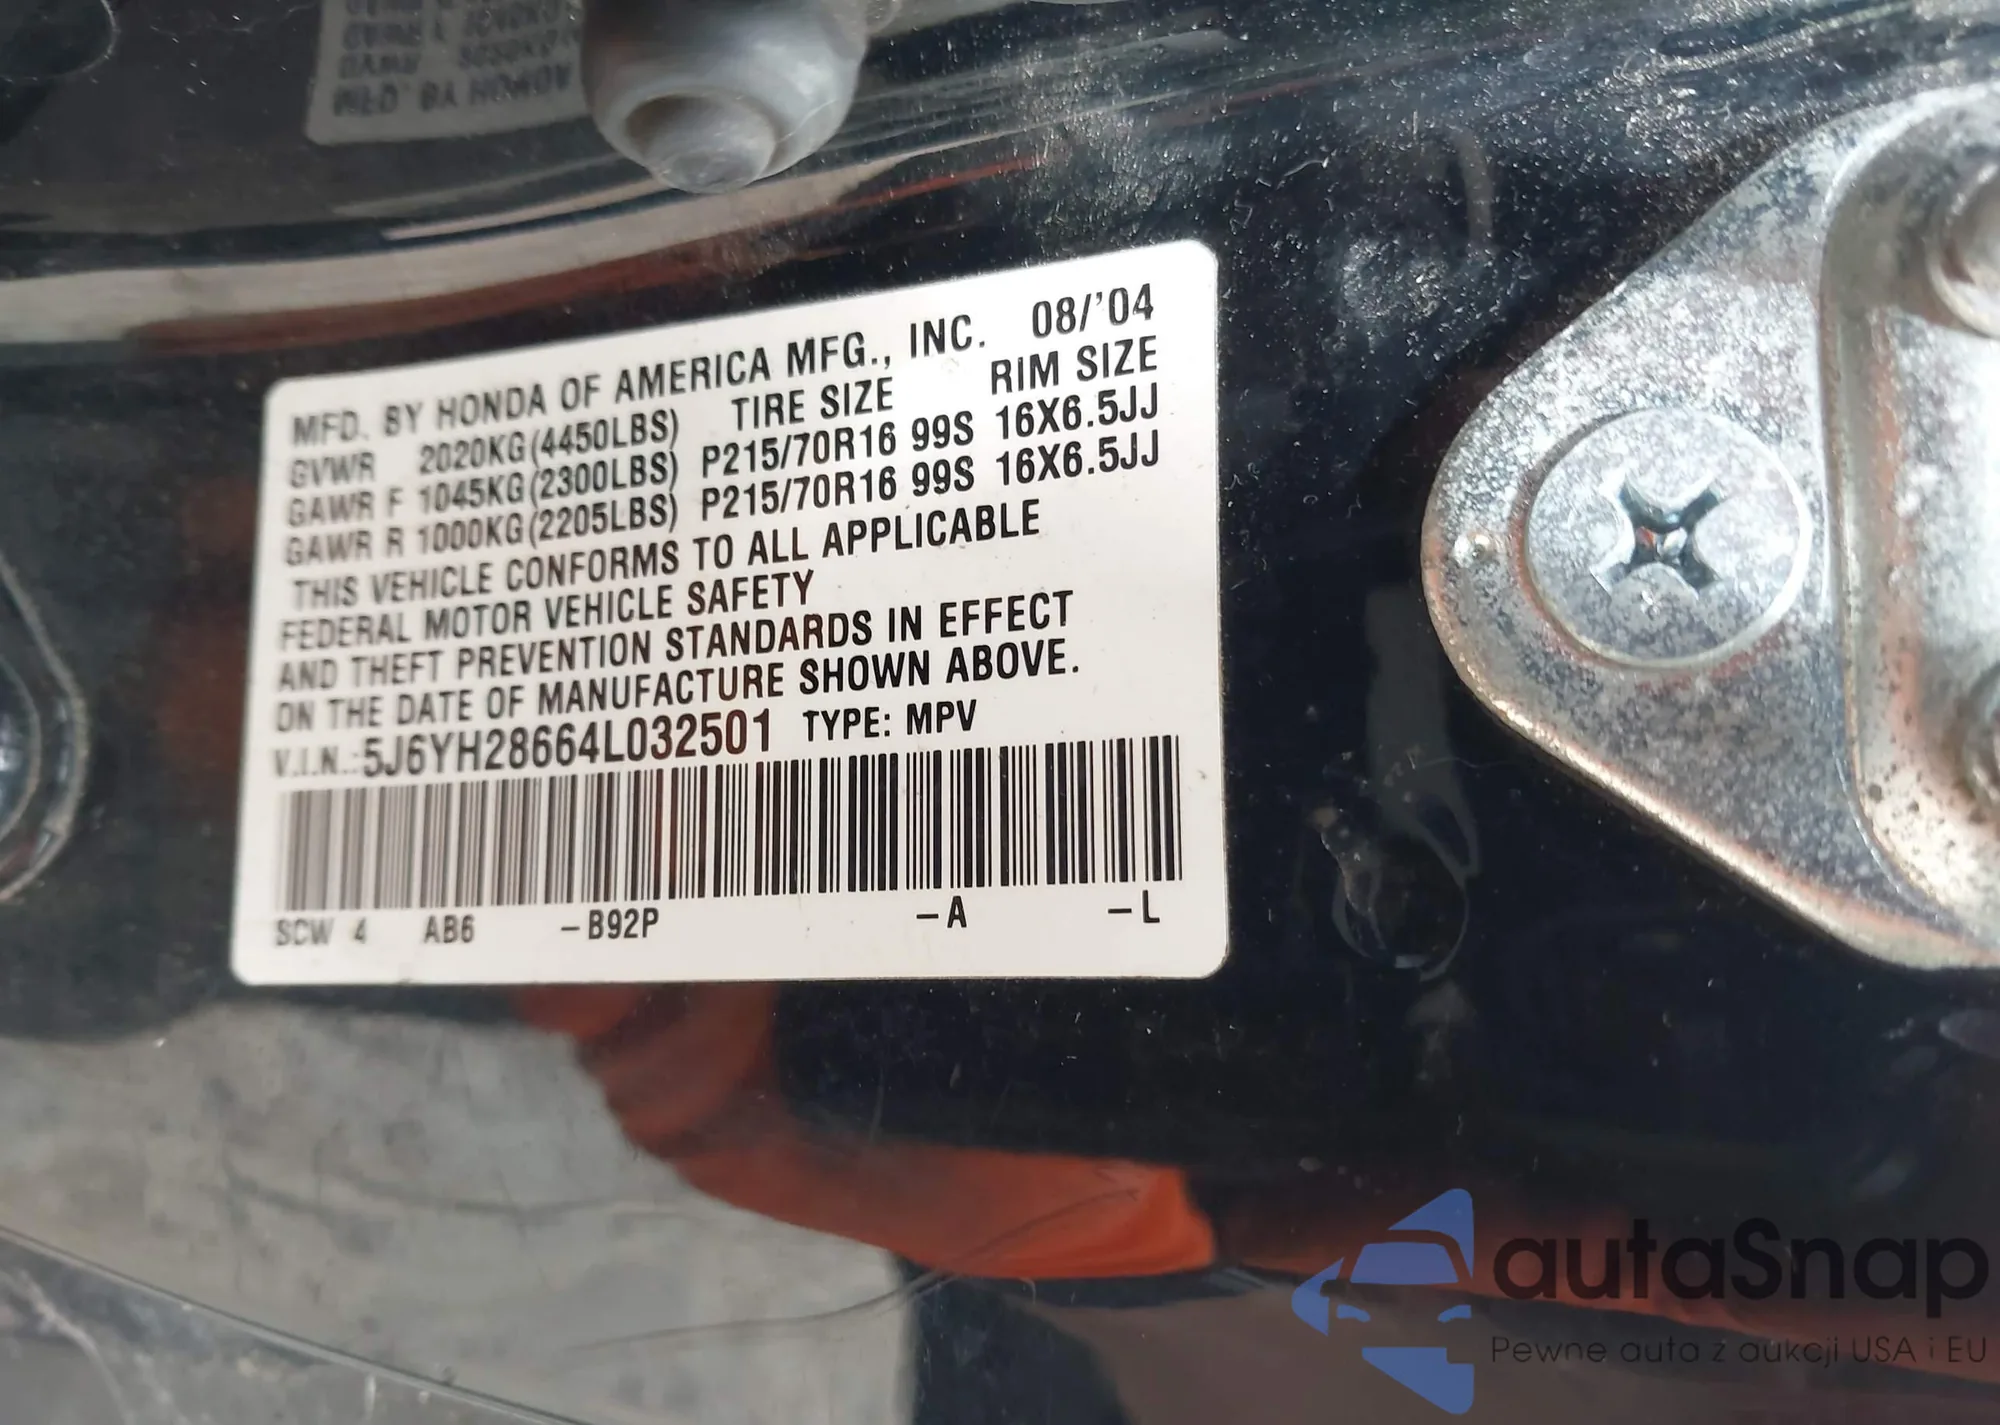 MFD. BY HONDA OF AMERICA MFG., INC. 08/'04
GVWR 2020KG(4450LBS) TIRE SIZE RIM SIZE
GAWR F 1045KG(2300LBS) P215/70R16 99S 16X6.5JJ
GAWR R 1000KG(2205LBS) P215/70R16 99S 16X6.5JJ
THIS VEHICLE CONFORMS TO ALL APPLICABLE
FEDERAL MOTOR VEHICLE SAFETY
AND THEFT PREVENTION STANDARDS IN EFFECT
ON THE DATE OF MANUFACTURE SHOWN ABOVE.
V.I.N.:5J6YH28664L032501 TYPE: MPV
SCW 4 AB6 -B92P -A -L
autaSnap
Pewne auta z aukcji USA i EU